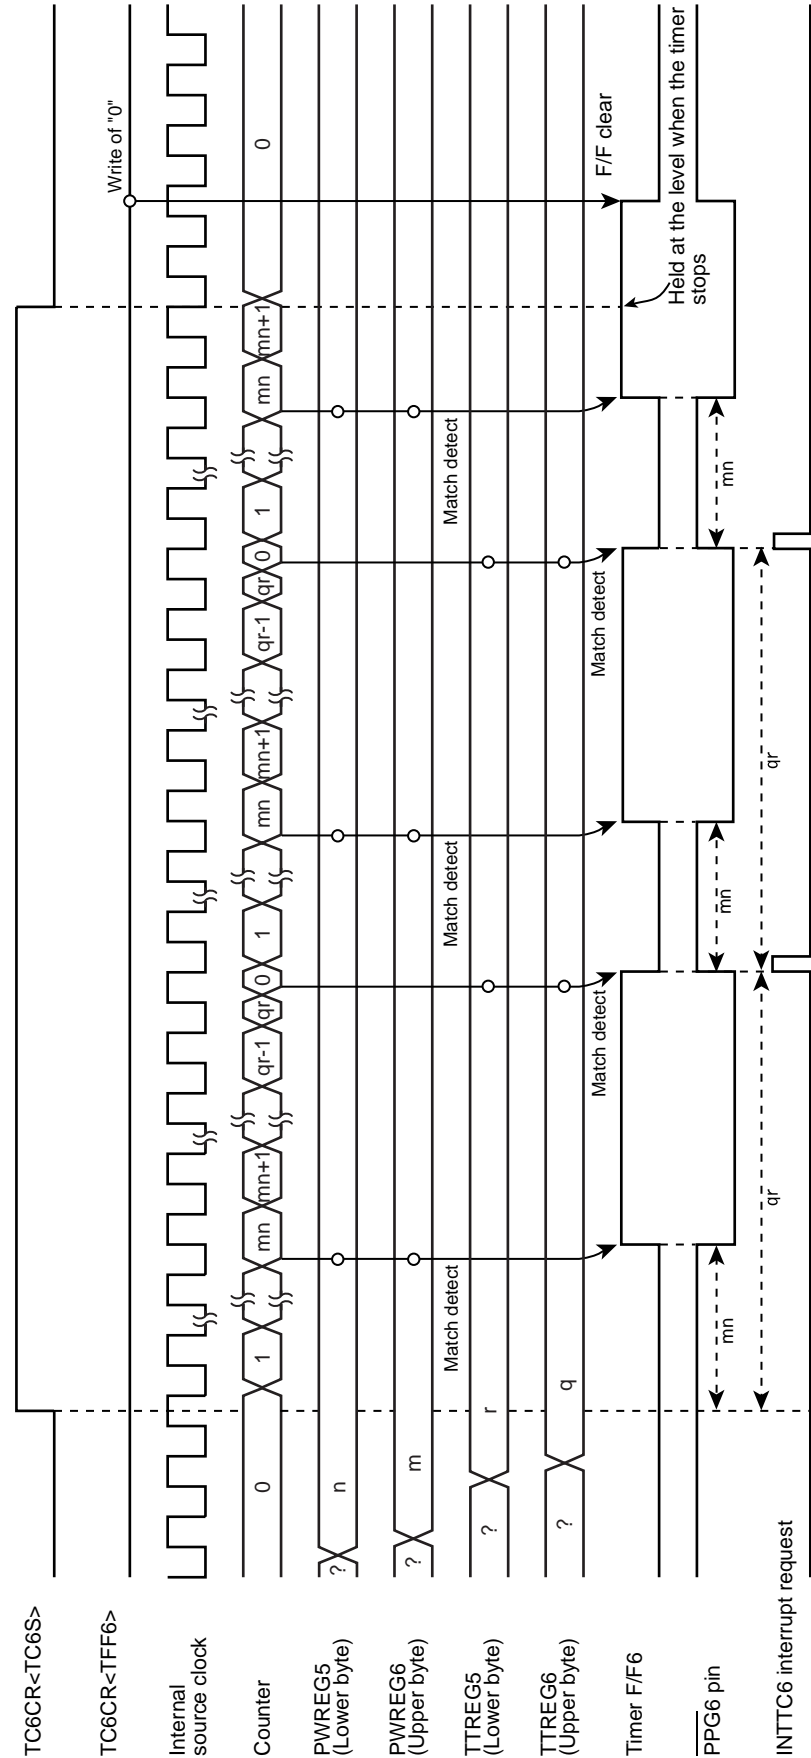 TC6CR<TC6S>
TC6CR<TFF6>
Write of "0"
Internal
source clock
Counter
0 1 mn mn+1 qr-1 qr 0 1 mn mn+1 qr-1 qr 0 1 mn mn+1 0
PWREG5
(Lower byte)
? n
PWREG6
(Upper byte)
? m
Match detect
Match detect
Match detect
TTREG5
(Lower byte)
? r
TTREG6
(Upper byte)
? q
Match detect
Match detect
F/F clear
Timer F/F6
Held at the level when the timer
stops
PPG6 pin
mn
mn
mn
qr
qr
INTTC6 interrupt request